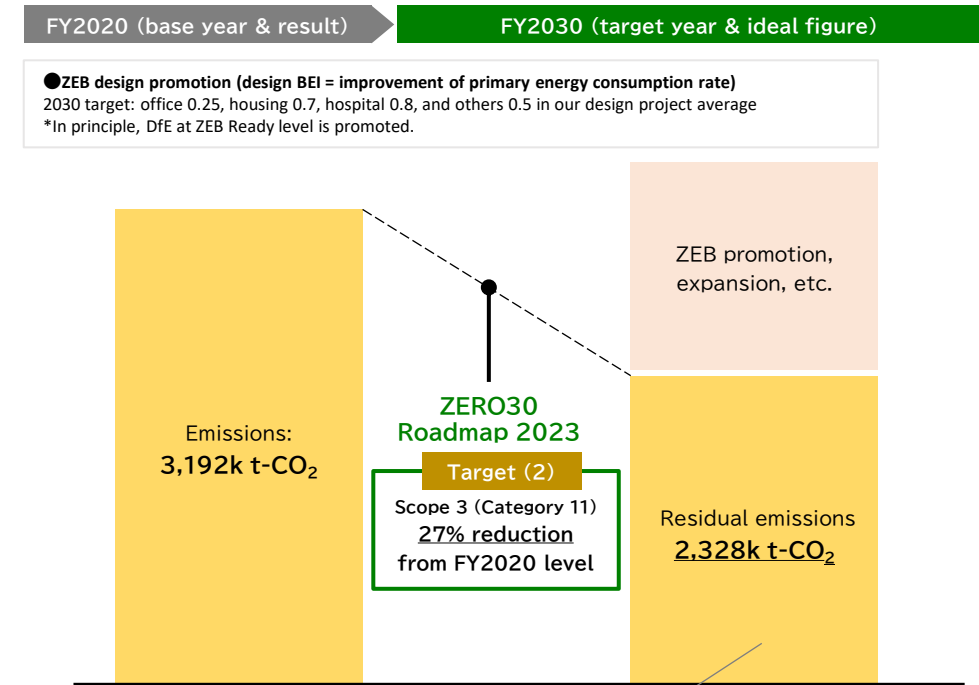 FY2020 (base year & result)
FY2030 (target year & ideal figure)
●ZEB design promotion (design BEI = improvement of primary energy consumption rate)
2030 target: office 0.25, housing 0.7, hospital 0.8, and others 0.5 in our design project average
*In principle, DfE at ZEB Ready level is promoted.
ZEB promotion,
expansion, etc.
ZERO30
Roadmap 2023
Emissions:
3,192k t-CO₂
Target (2)
Scope 3 (Category 11)
27% reduction
from FY2020 level
Residual emissions
2,328k t-CO₂